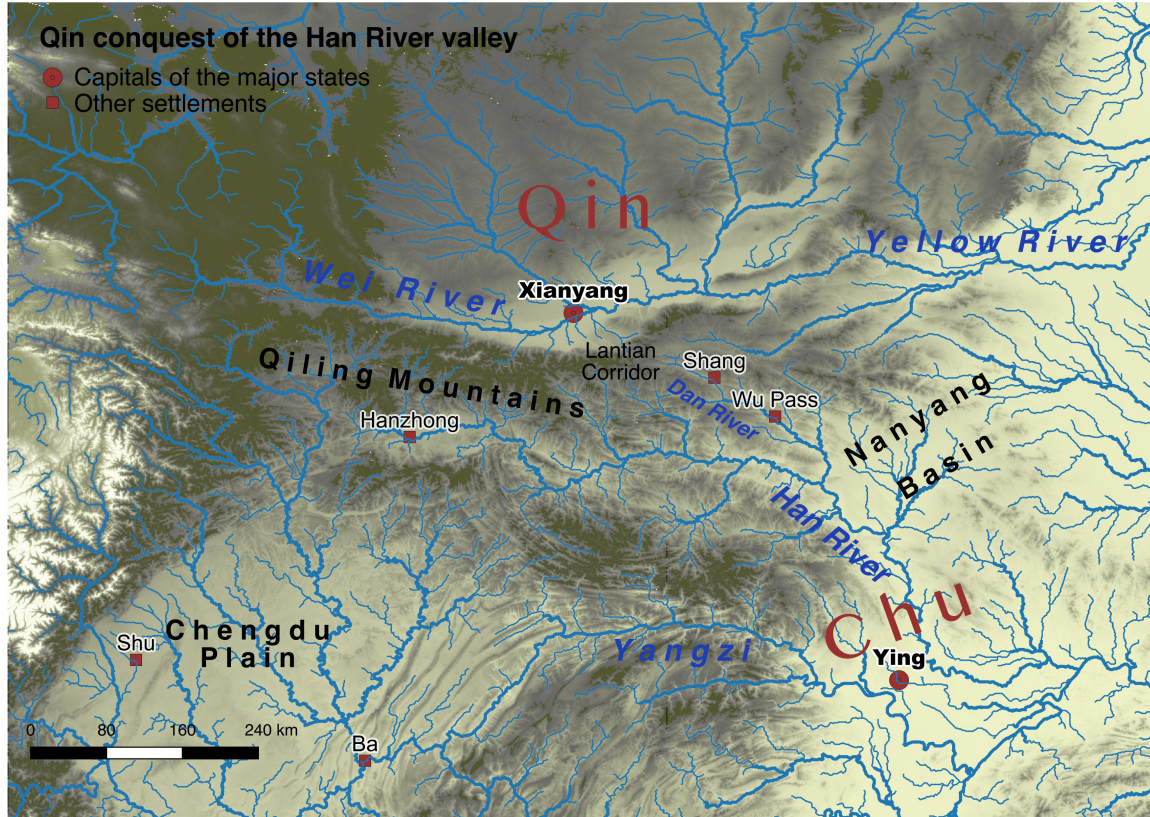 Qin conquest of the Han River valley
Capitals of the major states
Other settlements
Qin
Yellow River
Wei River
Xianyang
Lantian
Corridor
Shang
Qiling Mountains
Dan River
Wu Pass
Hanzhong
Nanyang
Basin
Han River
Chu
Chengdu
Plain
Shu
Yangzi
Ying
0 80 160 240 km
Ba